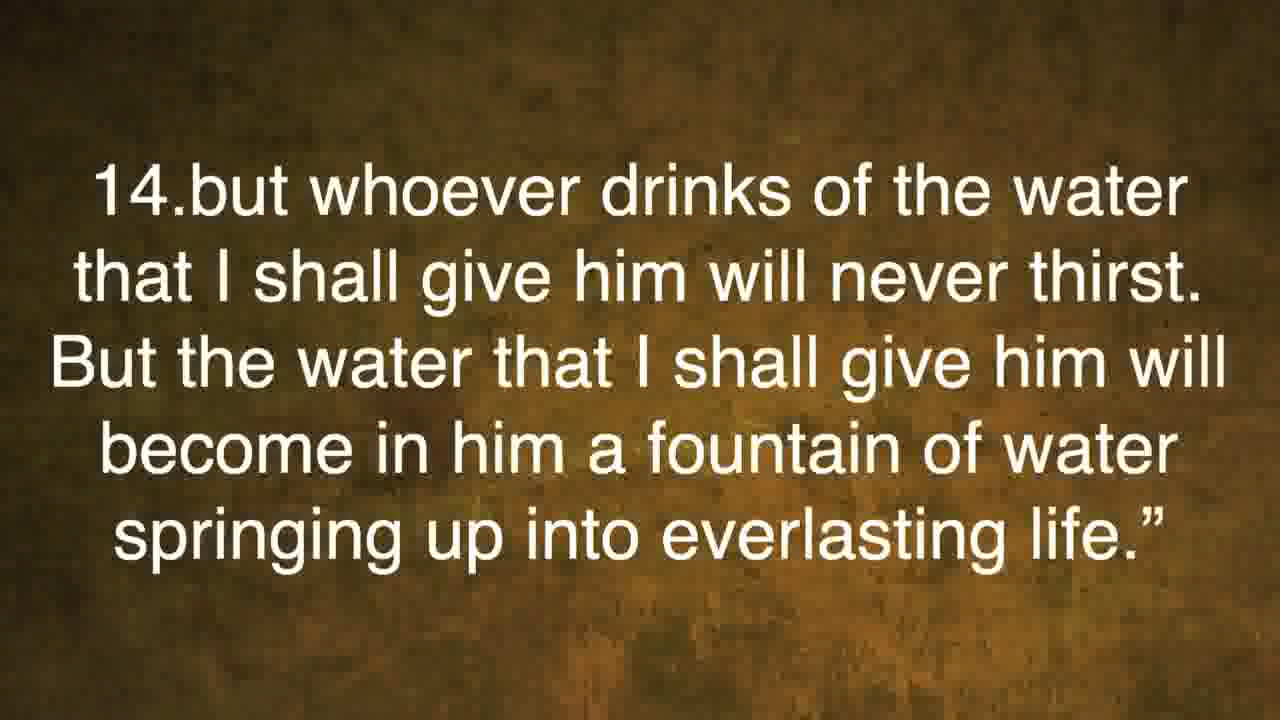 14.but whoever drinks of the water
that I shall give him will never thirst.
But the water that I shall give him will
become in him a fountain of water
springing up into everlasting life.”